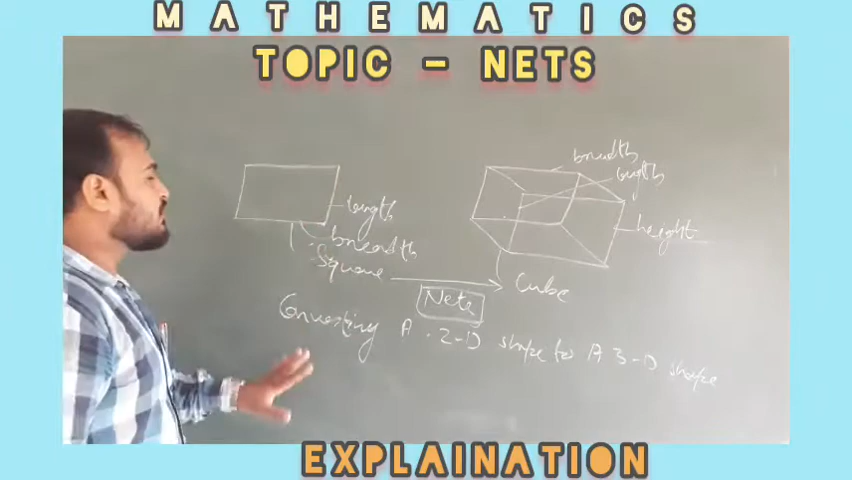 MATHEMATICS
TOPIC - NETS
breadth
length
height
length
breadth
Square
Cube
Nets
Converting A 2-D shape to A 3-D shape
EXPLAINATION